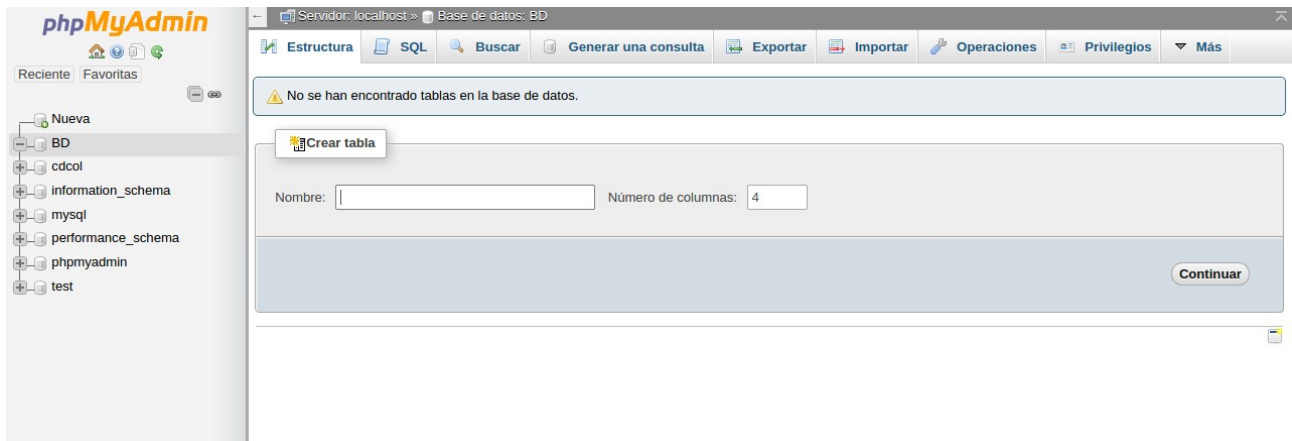 phpMyAdmin
Reciente Favoritas
Nueva
BD
cdcol
information_schema
mysql
performance_schema
phpmyadmin
test
Servidor: localhost » Base de datos: BD
Estructura SQL Buscar Generar una consulta Exportar Importar Operaciones Privilegios Más
No se han encontrado tablas en la base de datos.
Crear tabla
Nombre: Número de columnas: 4
Continuar